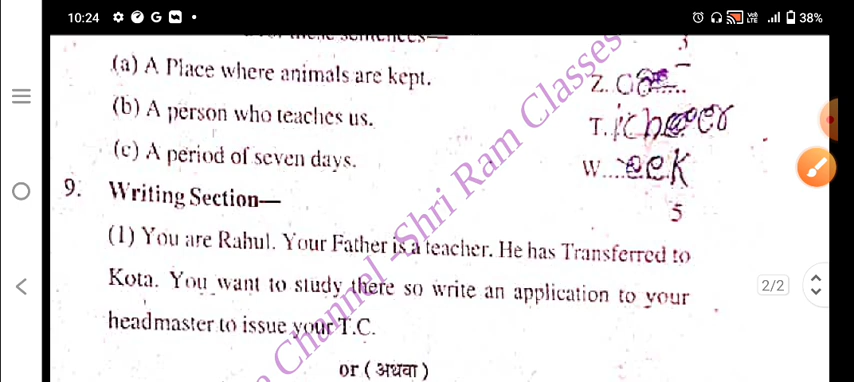 10:24 G 38%
sentences—
(a) A Place where animals are kept.
Z
(b) A person who teaches us.
T.
(c) A period of seven days.
W....eek
9. Writing Section—
5
(1) You are Rahul. Your Father is a teacher. He has Transferred to
Kota. You want to study there so write an application to your
2/2
headmaster to issue your T.C.
or ( अथवा )
Channel -Shri Ram Classes